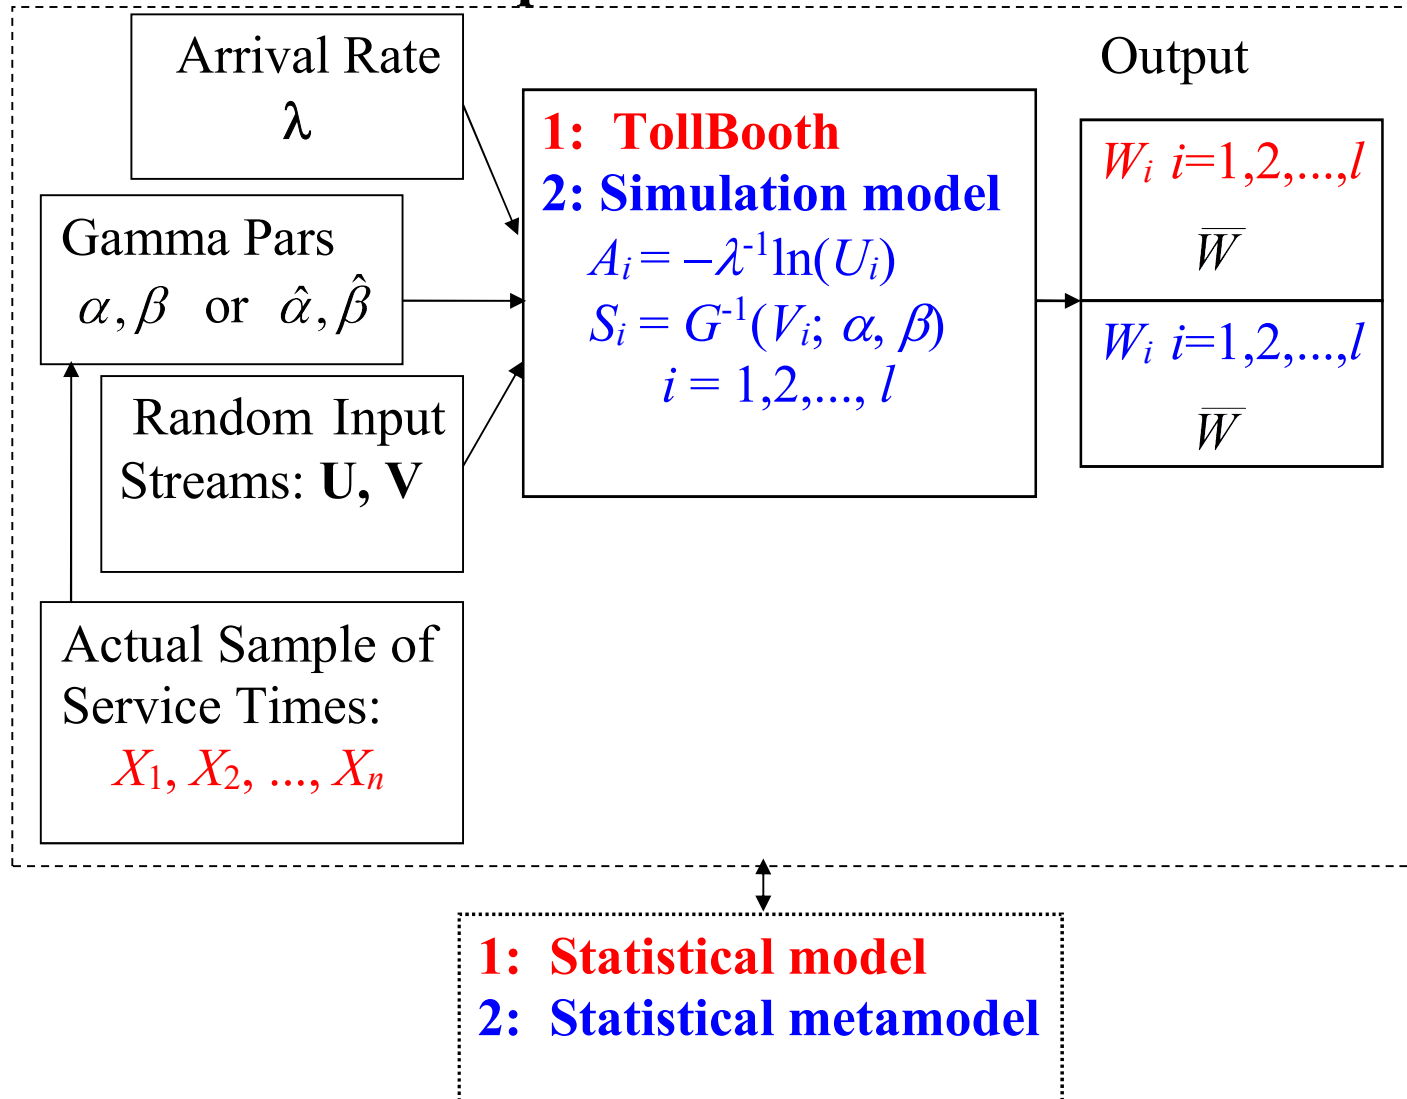 Arrival Rate
λ
Gamma Pars
α, β or α̂, β̂
Random Input
Streams: U, V
Actual Sample of
Service Times:
X₁, X₂, ..., Xₙ
1: TollBooth
2: Simulation model
Aᵢ = –λ⁻¹ln(Uᵢ)
Sᵢ = G⁻¹(Vᵢ; α, β)
i = 1,2,..., l
Output
Wᵢ i=1,2,...,l
W̅
Wᵢ i=1,2,...,l
W̅
1: Statistical model
2: Statistical metamodel